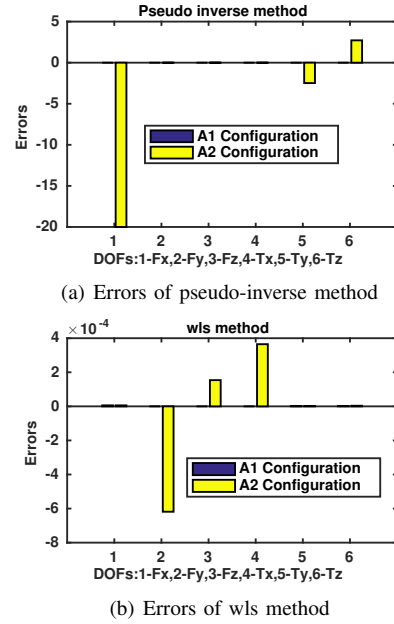 Pseudo inverse method
5
0
-5
-10
-15
-20
Errors
A1 Configuration
A2 Configuration
1 2 3 4 5 6
DOFs:1-Fx,2-Fy,3-Fz,4-Tx,5-Ty,6-Tz
(a) Errors of pseudo-inverse method
× 10^-4
wls method
4
2
0
-2
-4
-6
-8
Errors
A1 Configuration
A2 Configuration
1 2 3 4 5 6
DOFs:1-Fx,2-Fy,3-Fz,4-Tx,5-Ty,6-Tz
(b) Errors of wls method